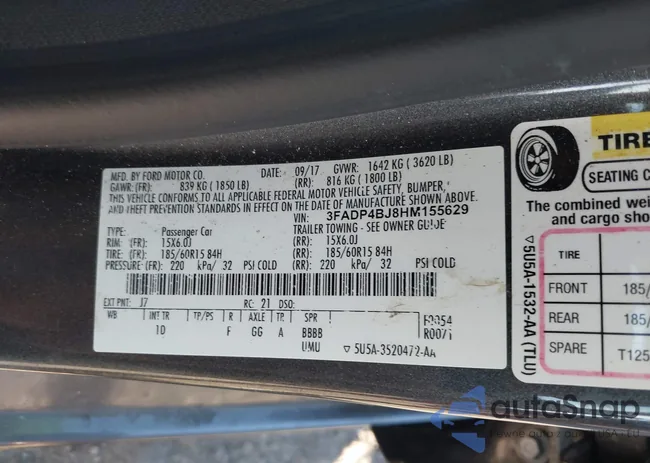 MFD. BY FORD MOTOR CO.
DATE: 09/17 GVWR: 1642 KG ( 3620 LB)
GAWR: (FR): 839 KG ( 1850 LB) (RR): 816 KG ( 1800 LB)
THIS VEHICLE CONFORMS TO ALL APPLICABLE FEDERAL MOTOR VEHICLE SAFETY, BUMPER,
AND THEFT PREVENTION STANDARDS IN EFFECT ON THE DATE OF MANUFACTURE SHOWN ABOVE.
VIN: 3FADP4BJ8HM155629
TYPE: Passenger Car TRAILER TOWING - SEE OWNER GUIDE
RIM: (FR): 15X6.0J (RR): 15X6.0J
TIRE: (FR): 185/60R15 84H (RR): 185/60R15 84H
PRESSURE (FR): 220 kPa/ 32 PSI COLD (RR): 220 kPa/ 32 PSI COLD
EXT PNT: J7 RC: 21 DSO:
WB INT TR TP/PS R AXLE TR SPR F2054
1D F GG A BBBB R0071
UMU ▽ 5U5A-3S20472-AA
TIRE
SEATING C
The combined wei
and cargo sho
TIRE
FRONT 185/
REAR 185/
SPARE T125
▽5U5A-1532-AA (TLU)
autoSnap